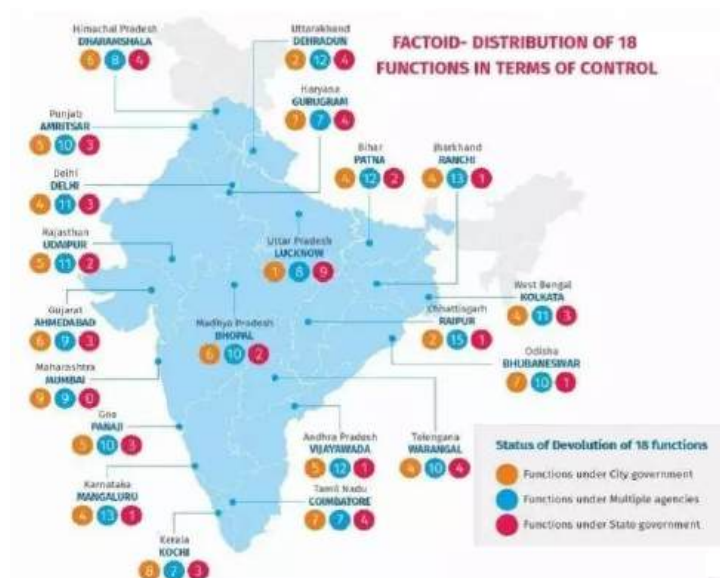 FACTOID- DISTRIBUTION OF 18
FUNCTIONS IN TERMS OF CONTROL
Himachal Pradesh
DHARAMSHALA
6 8 4
Uttarakhand
DEHRADUN
2 12 4
Haryana
GURUGRAM
7 7 4
Punjab
AMRITSAR
5 10 3
Bihar
PATNA
4 12 2
Jharkhand
RANCHI
4 13 1
Delhi
DELHI
4 11 3
Rajasthan
UDAIPUR
5 11 2
Uttar Pradesh
LUCKNOW
1 8 9
West Bengal
KOLKATA
4 11 3
Gujarat
AHMEDABAD
6 9 3
Madhya Pradesh
BHOPAL
6 10 2
Chhattisgarh
RAIPUR
2 15 1
Odisha
BHUBANESWAR
7 10 1
Maharashtra
MUMBAI
9 9 0
Goa
PANAJI
5 10 3
Andhra Pradesh
VIJAYAWADA
5 12 1
Telengana
WARANGAL
4 10 4
Karnataka
MANGALURU
4 13 1
Tamil Nadu
COIMBATORE
7 7 4
Kerala
KOCHI
8 7 3
Status of Devolution of 18 functions
Functions under City government
Functions under Multiple agencies
Functions under State government